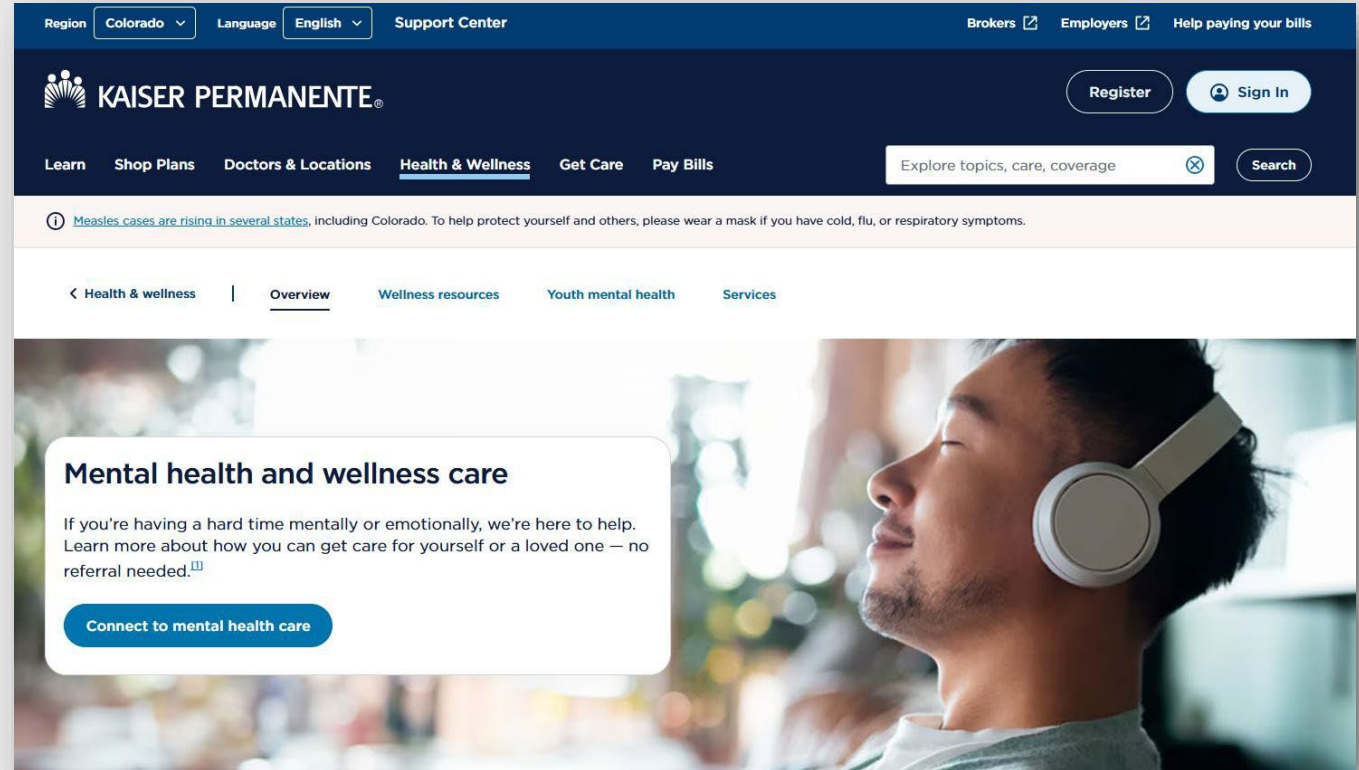 Region Colorado Language English Support Center Brokers Employers Help paying your bills
KAISER PERMANENTE®
Register Sign In
Learn Shop Plans Doctors & Locations Health & Wellness Get Care Pay Bills Explore topics, care, coverage Search
Measles cases are rising in several states, including Colorado. To help protect yourself and others, please wear a mask if you have cold, flu, or respiratory symptoms.
Health & wellness Overview Wellness resources Youth mental health Services
Mental health and wellness care
If you’re having a hard time mentally or emotionally, we’re here to help.
Learn more about how you can get care for yourself or a loved one — no
referral needed.[1]
Connect to mental health care